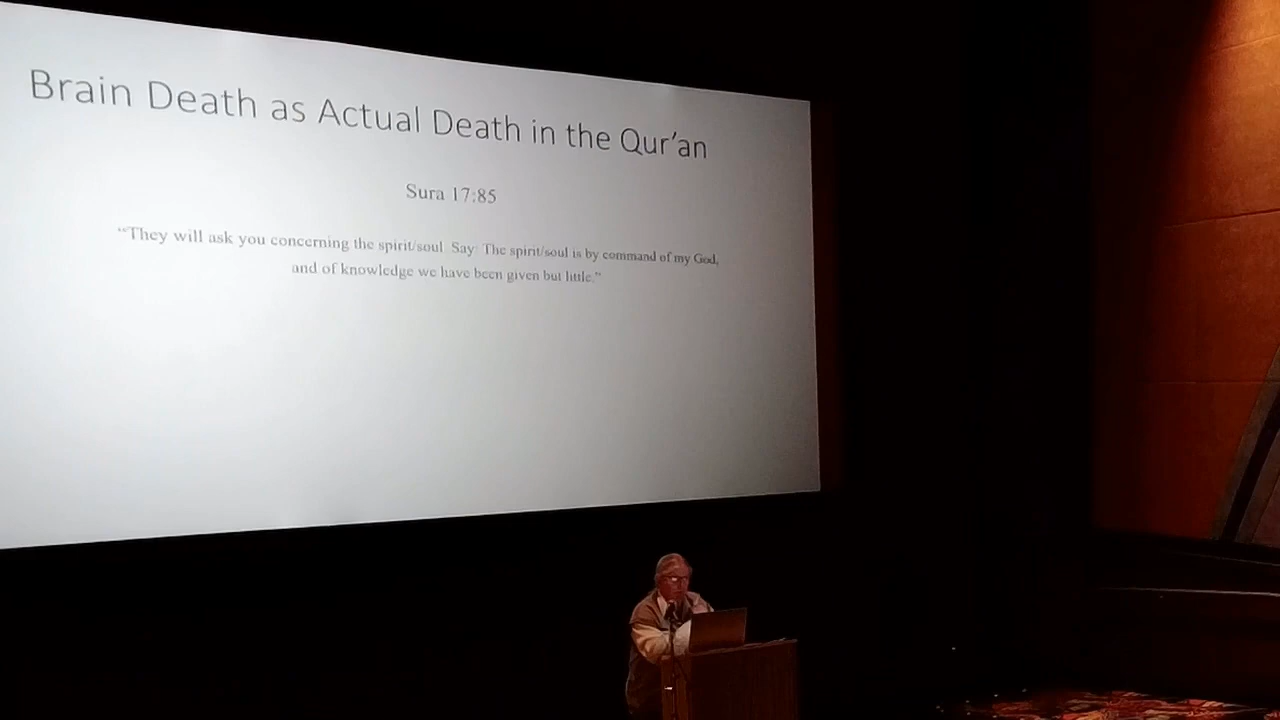 Brain Death as Actual Death in the Qur'an
Sura 17:85
“They will ask you concerning the spirit/soul. Say: The spirit/soul is by command of my God,
and of knowledge we have been given but little.”